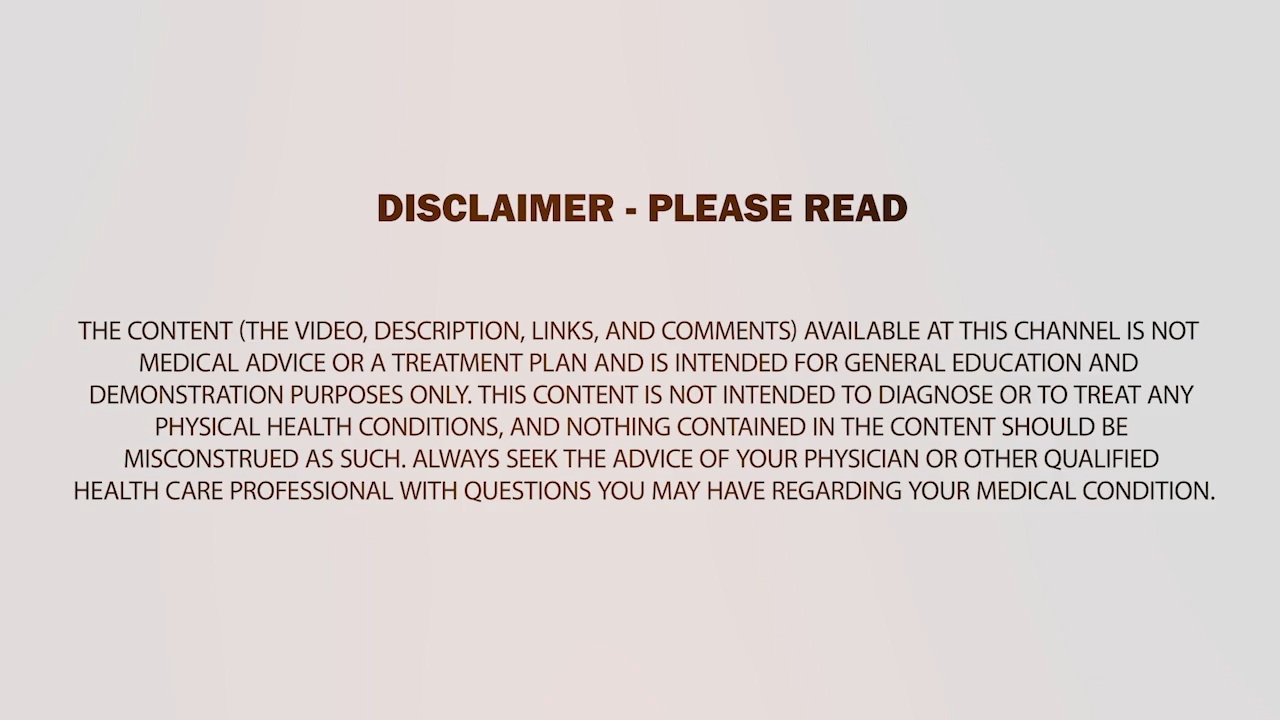 DISCLAIMER - PLEASE READ
THE CONTENT (THE VIDEO, DESCRIPTION, LINKS, AND COMMENTS) AVAILABLE AT THIS CHANNEL IS NOT
MEDICAL ADVICE OR A TREATMENT PLAN AND IS INTENDED FOR GENERAL EDUCATION AND
DEMONSTRATION PURPOSES ONLY. THIS CONTENT IS NOT INTENDED TO DIAGNOSE OR TO TREAT ANY
PHYSICAL HEALTH CONDITIONS, AND NOTHING CONTAINED IN THE CONTENT SHOULD BE
MISCONSTRUED AS SUCH. ALWAYS SEEK THE ADVICE OF YOUR PHYSICIAN OR OTHER QUALIFIED
HEALTH CARE PROFESSIONAL WITH QUESTIONS YOU MAY HAVE REGARDING YOUR MEDICAL CONDITION.